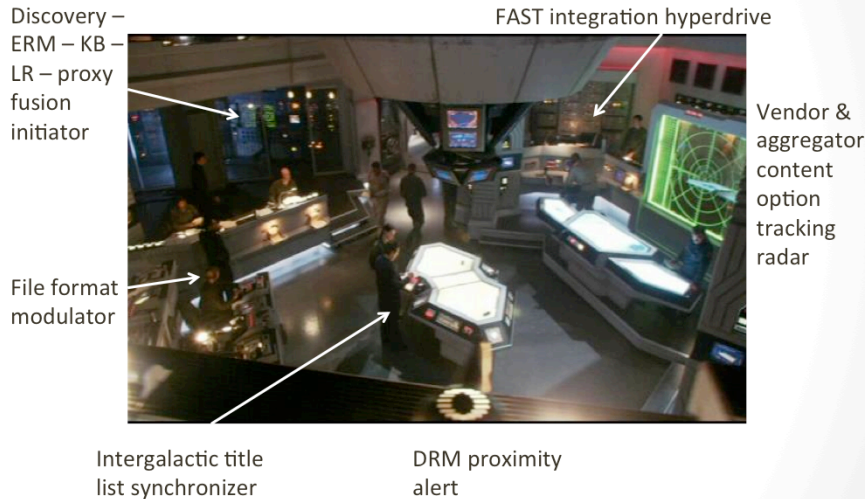 Discovery –
ERM – KB –
LR – proxy
fusion
initiator
FAST integration hyperdrive
Vendor &
aggregator
content
option
tracking
radar
File format
modulator
Intergalactic title
list synchronizer
DRM proximity
alert